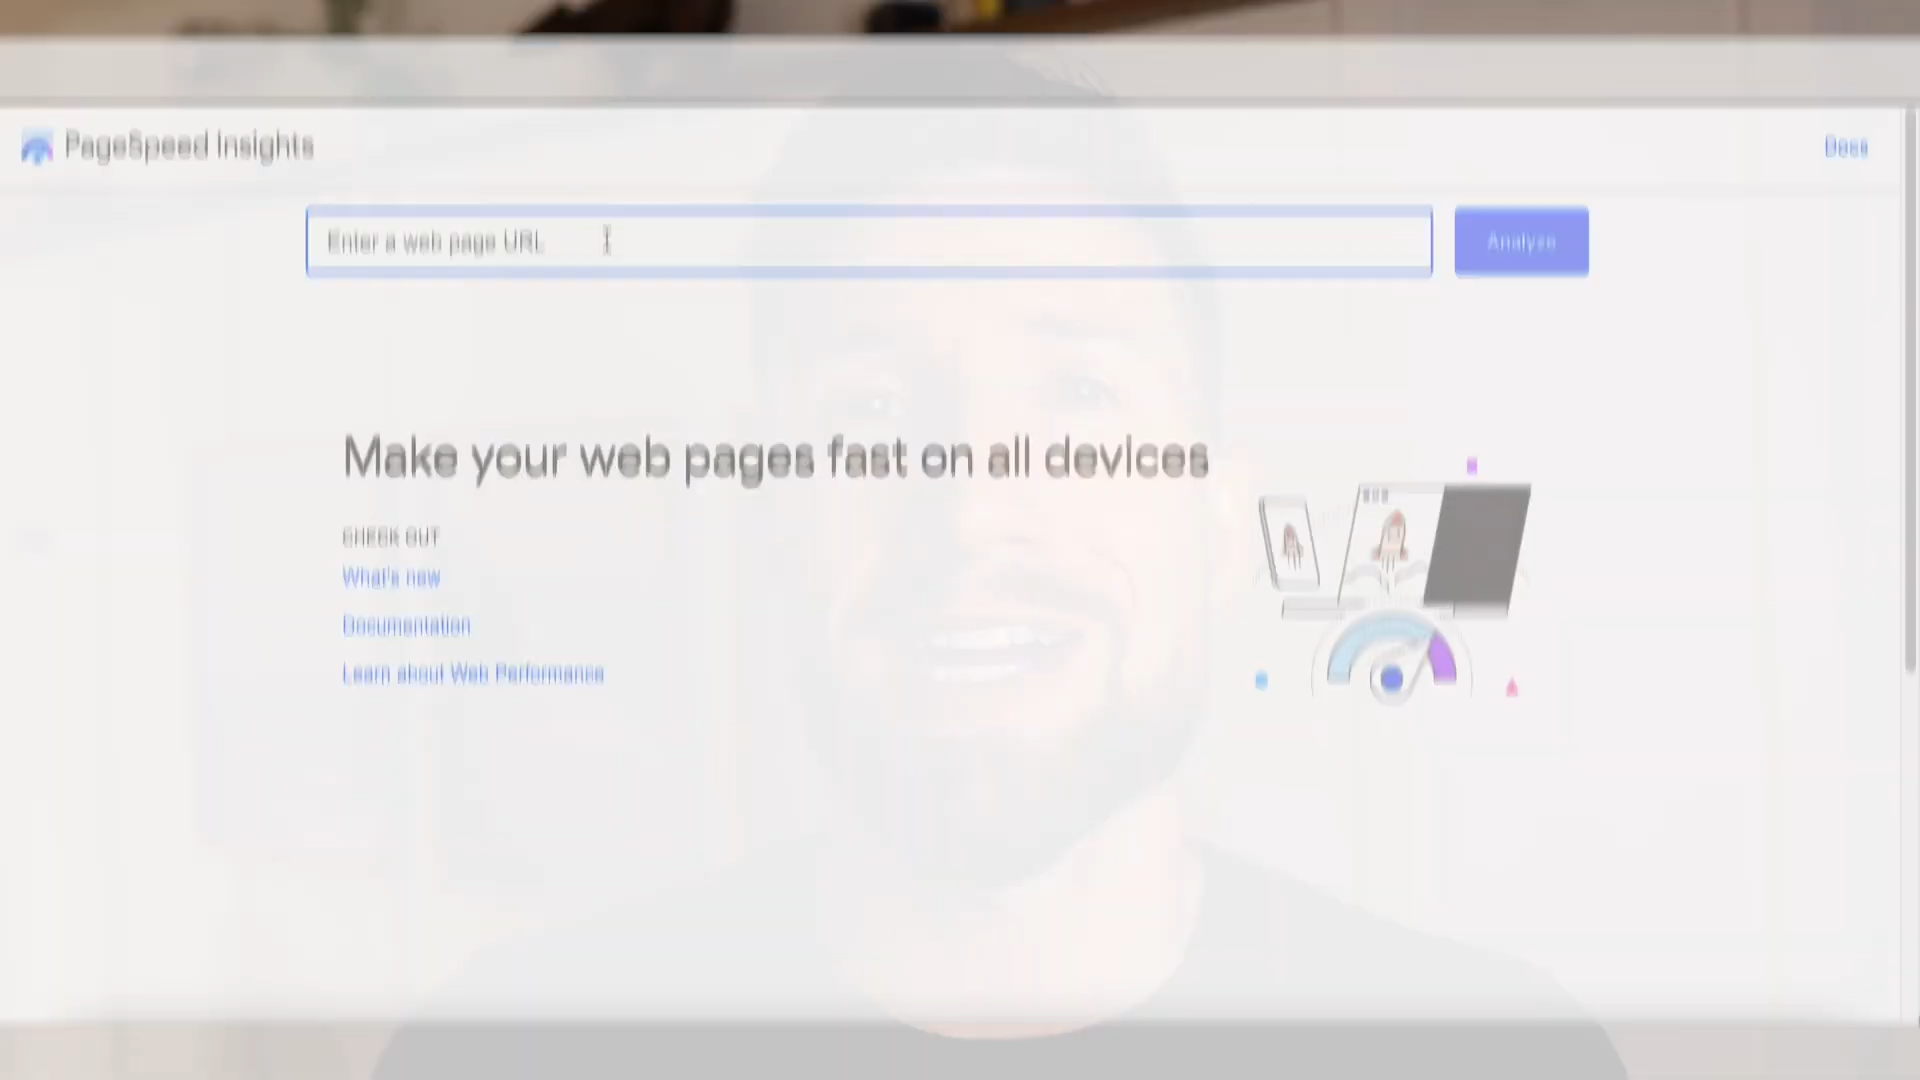 PageSpeed Insights
Docs
Enter a web page URL
Analyze
Make your web pages fast on all devices
CHECK OUT
What's new
Documentation
Learn about Web Performance